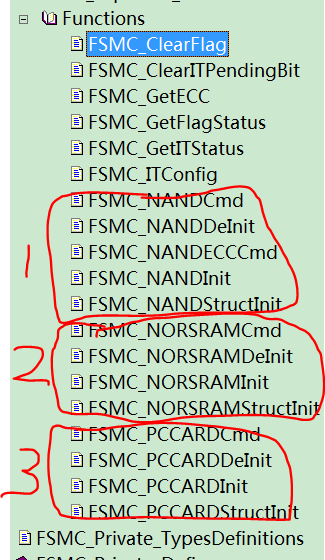 Functions
FSMC_ClearFlag
FSMC_ClearITPendingBit
FSMC_GetECC
FSMC_GetFlagStatus
FSMC_GetITStatus
FSMC_ITConfig
FSMC_NANDCmd
FSMC_NANDDeInit
1
FSMC_NANDECCCmd
FSMC_NANDInit
FSMC_NANDStructInit
FSMC_NORSRAMCmd
FSMC_NORSRAMDeInit
2
FSMC_NORSRAMInit
FSMC_NORSRAMStructInit
FSMC_PCCARDCmd
FSMC_PCCARDDeInit
3
FSMC_PCCARDInit
FSMC_PCCARDStructInit
FSMC_Private_TypesDefinitions